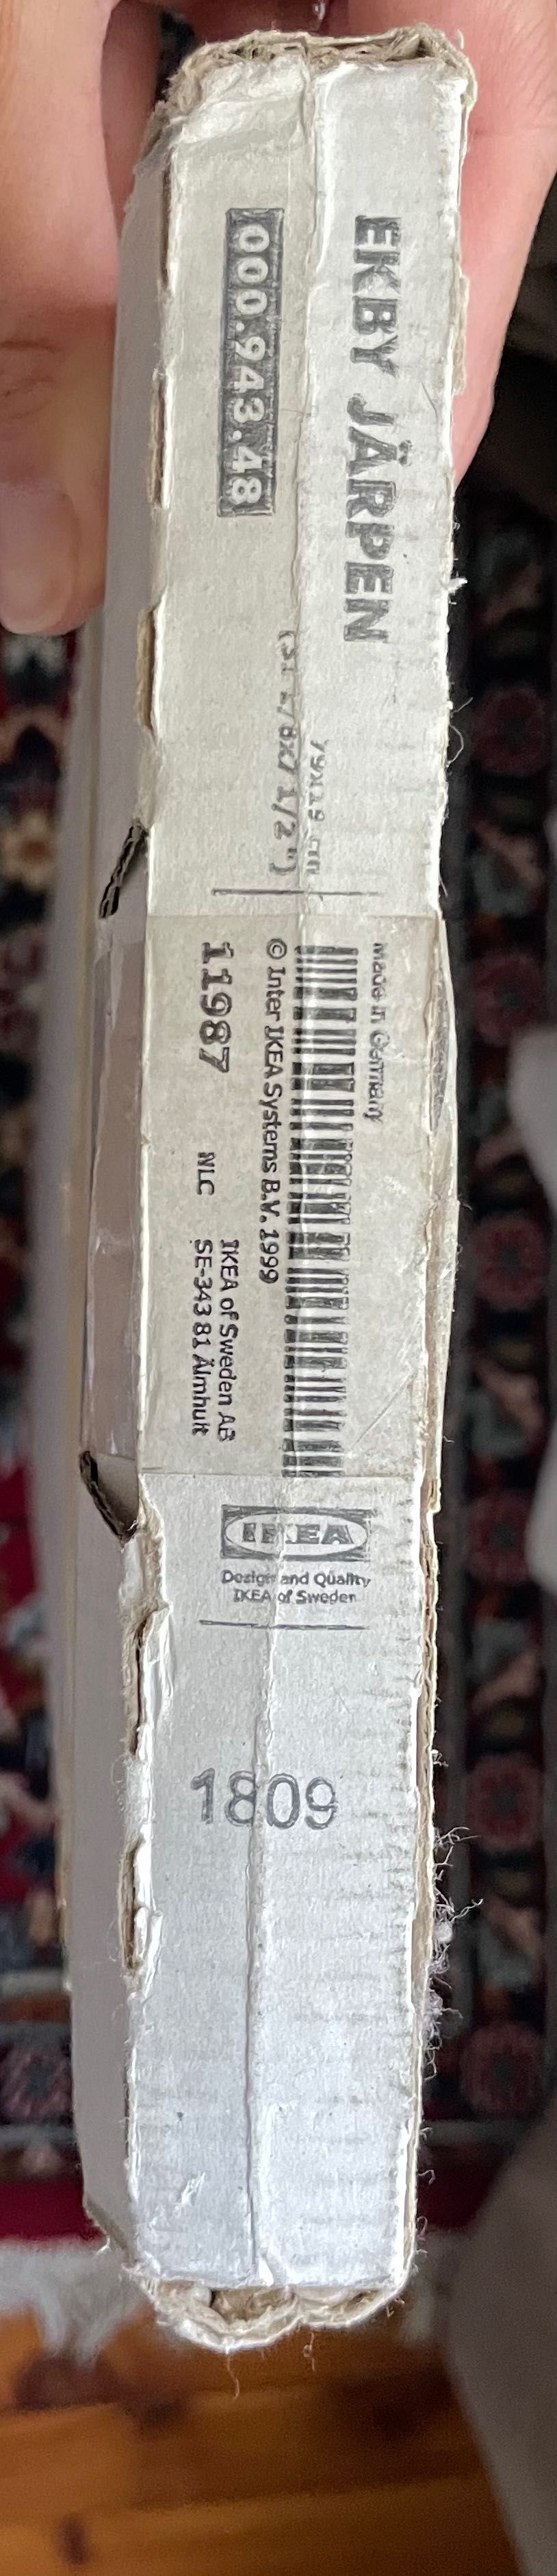 EKBY JÄRPEN
000.943.48
79x19 cm
(31 1/8x7 1/2")
Made in Germany
© Inter IKEA Systems B.V. 1999
11987
NLC
IKEA of Sweden AB
SE-343 81 Älmhult
IKEA
Design and Quality
IKEA of Sweden
1809